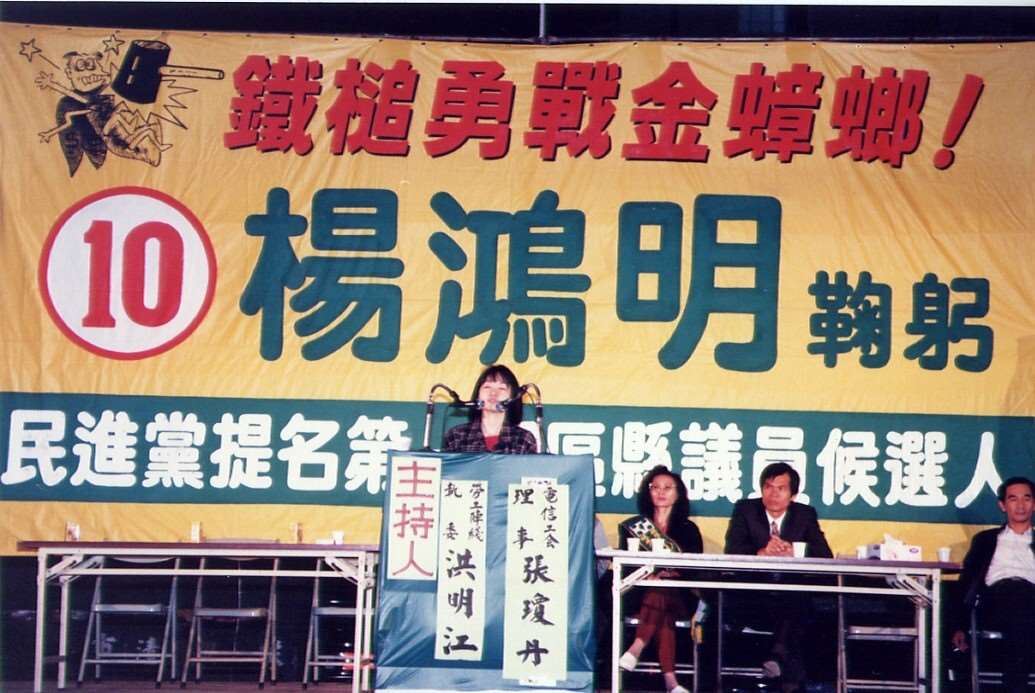 鐵槌勇戰金蟑螂!
10 楊鴻明 鞠躬
民進黨提名第 區縣議員候選人
主持人
勞工陣綫
執委 洪明江
電信工会
理事 張瓊丹